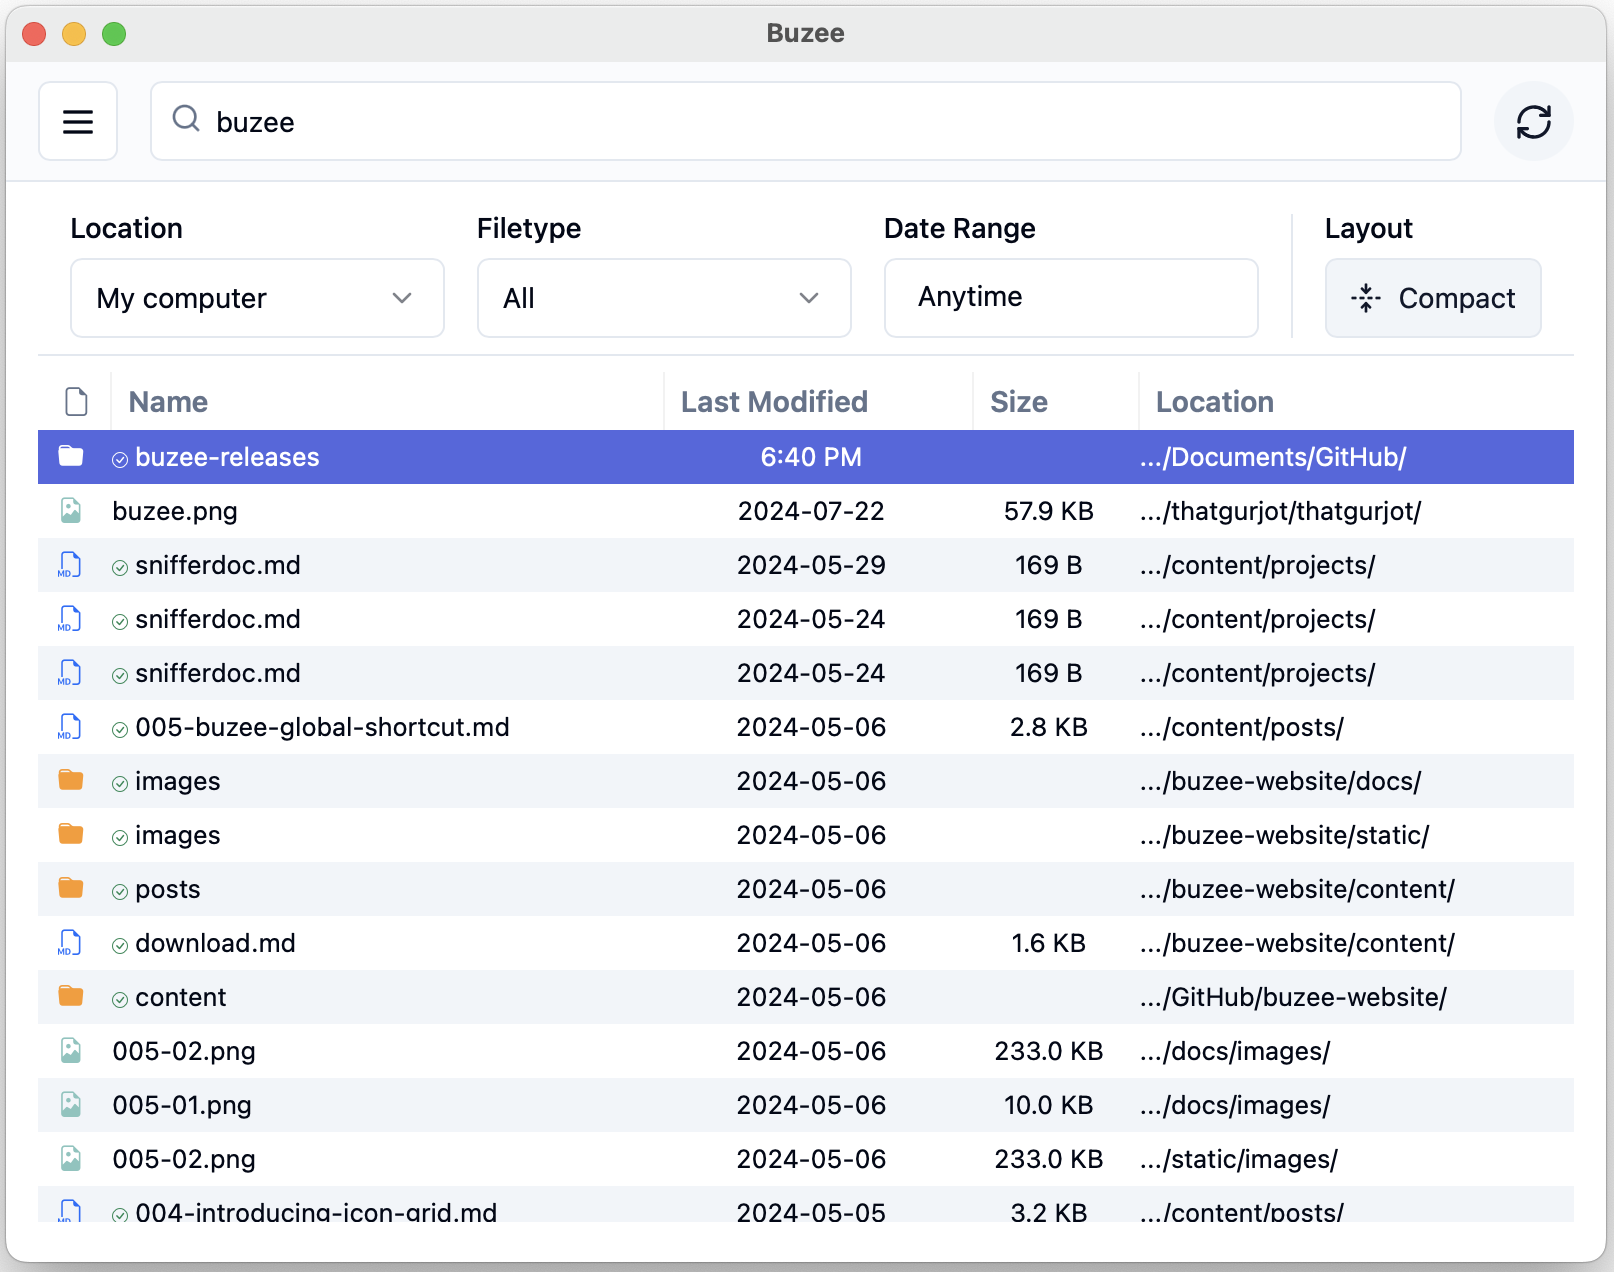 Buzee
buzee
Location Filetype Date Range Layout
My computer All Anytime Compact
Name Last Modified Size Location
buzee-releases 6:40 PM .../Documents/GitHub/
buzee.png 2024-07-22 57.9 KB .../thatgurjot/thatgurjot/
MD snifferdoc.md 2024-05-29 169 B .../content/projects/
MD snifferdoc.md 2024-05-24 169 B .../content/projects/
MD snifferdoc.md 2024-05-24 169 B .../content/projects/
MD 005-buzee-global-shortcut.md 2024-05-06 2.8 KB .../content/posts/
images 2024-05-06 .../buzee-website/docs/
images 2024-05-06 .../buzee-website/static/
posts 2024-05-06 .../buzee-website/content/
MD download.md 2024-05-06 1.6 KB .../buzee-website/content/
content 2024-05-06 .../GitHub/buzee-website/
005-02.png 2024-05-06 233.0 KB .../docs/images/
005-01.png 2024-05-06 10.0 KB .../docs/images/
005-02.png 2024-05-06 233.0 KB .../static/images/
MD 004-introducing-icon-grid.md 2024-05-05 3.2 KB .../content/posts/